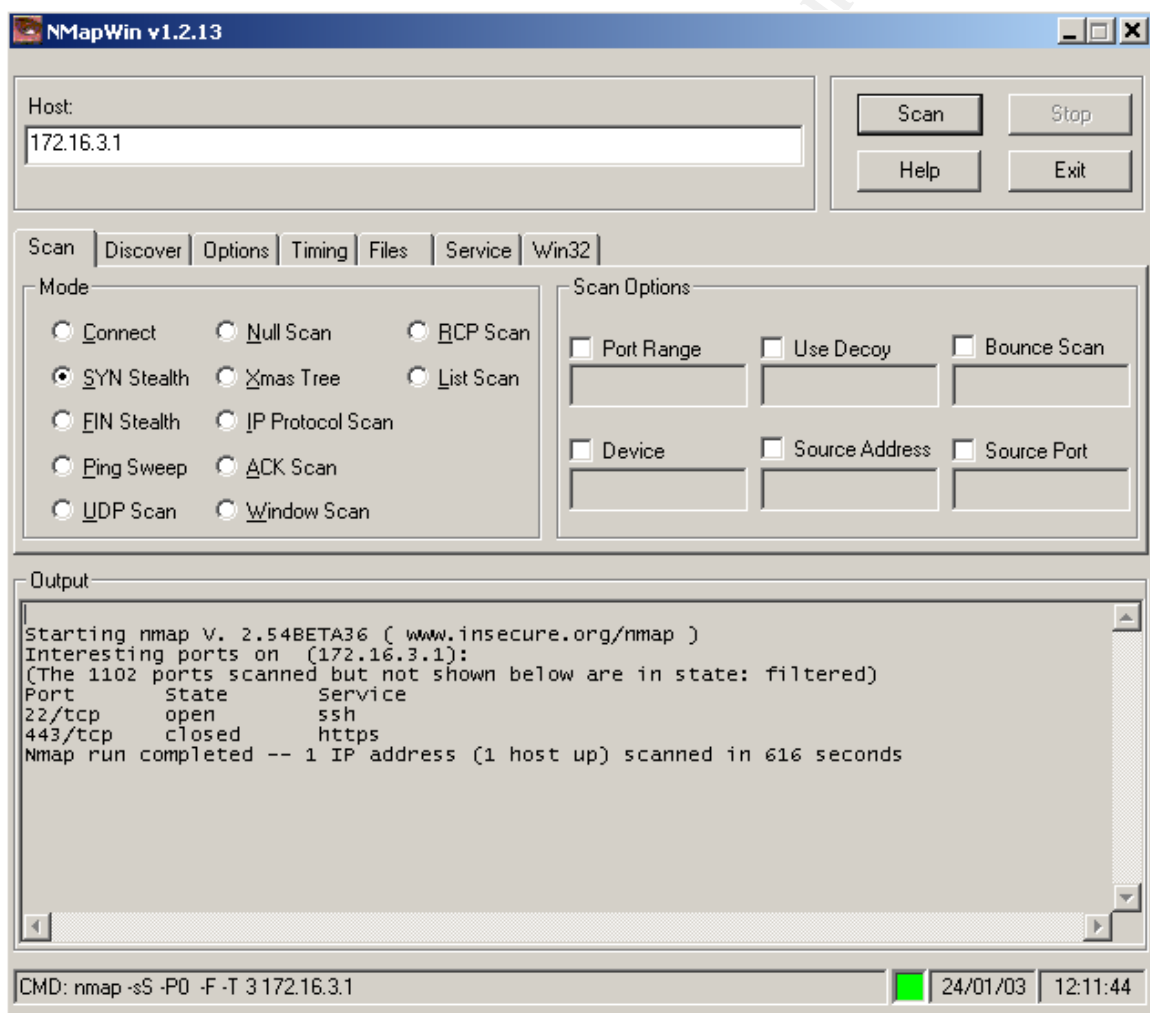 NMapWin v1.2.13
Host:
172.16.3.1
Scan Stop
Help Exit
Scan Discover Options Timing Files Service Win32
Mode
Connect Null Scan RCP Scan
SYN Stealth Xmas Tree List Scan
FIN Stealth IP Protocol Scan
Ping Sweep ACK Scan
UDP Scan Window Scan
Scan Options
Port Range Use Decoy Bounce Scan
Device Source Address Source Port
Output
Starting nmap V. 2.54BETA36 ( www.insecure.org/nmap )
Interesting ports on  (172.16.3.1):
(The 1102 ports scanned but not shown below are in state: filtered)
Port State Service
22/tcp open ssh
443/tcp closed https
Nmap run completed -- 1 IP address (1 host up) scanned in 616 seconds
CMD: nmap -sS -P0 -F -T 3 172.16.3.1 24/01/03 12:11:44